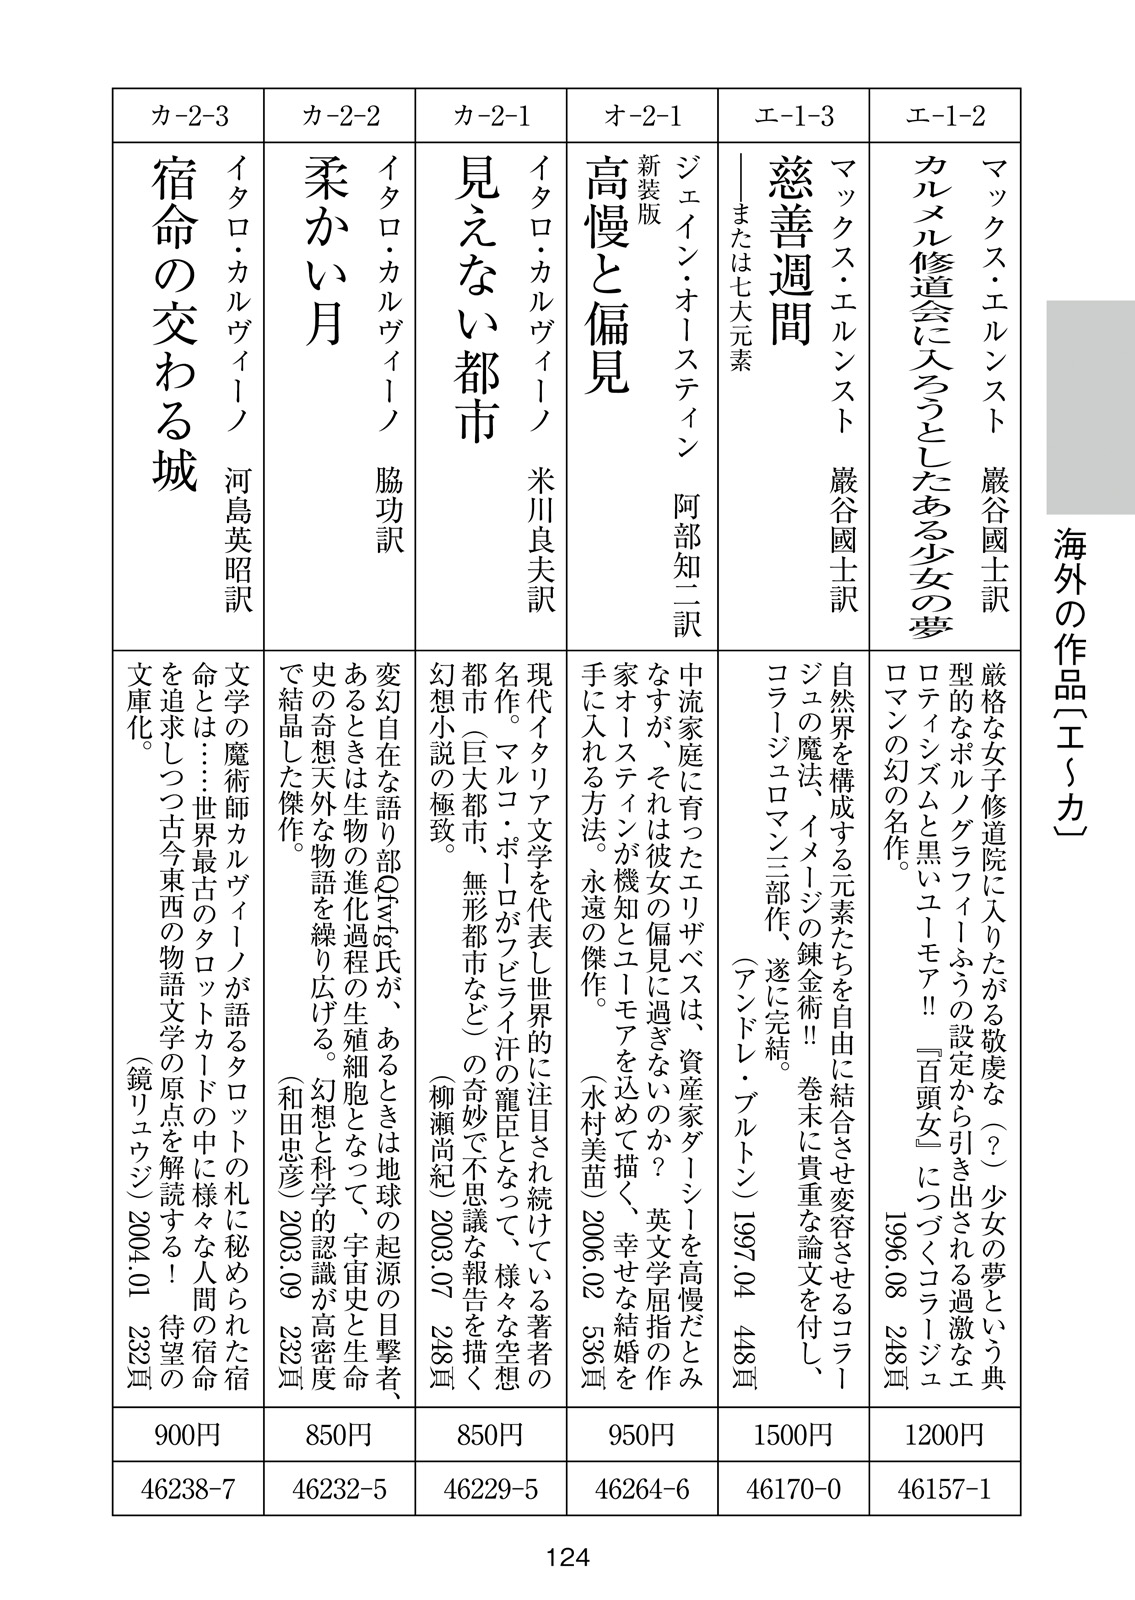 海外の作品〔エ～カ〕
エ-1-2
マックス・エルンスト　巖谷國士訳
カルメル修道会に入ろうとしたある少女の夢
厳格な女子修道院に入りたがる敬虔な（？）少女の夢という典
型的なポルノグラフィーふうの設定から引き出される過激なエ
ロティシズムと黒いユーモア!!　『百頭女』につづくコラージュ
ロマンの幻の名作。　1996.08　248頁
1200円
46157-1
エ-1-3
マックス・エルンスト　巖谷國士訳
慈善週間
――または七大元素
自然界を構成する元素たちを自由に結合させ変容させるコラー
ジュの魔法、イメージの錬金術!!　巻末に貴重な論文を付し、
コラージュロマン三部作、遂に完結。
（アンドレ・ブルトン）1997.04　448頁
1500円
46170-0
オ-2-1
ジェイン・オースティン　阿部知二訳
新装版
高慢と偏見
中流家庭に育ったエリザベスは、資産家ダーシーを高慢だとみ
なすが、それは彼女の偏見に過ぎないのか？　英文学屈指の作
家オースティンが機知とユーモアを込めて描く、幸せな結婚を
手に入れる方法。永遠の傑作。　（水村美苗）2006.02　536頁
950円
46264-6
カ-2-1
イタロ・カルヴィーノ　米川良夫訳
見えない都市
現代イタリア文学を代表し世界的に注目され続けている著者の
名作。マルコ・ポーロがフビライ汗の寵臣となって、様々な空想
都市（巨大都市、無形都市など）の奇妙で不思議な報告を描く
幻想小説の極致。　（柳瀬尚紀）2003.07　248頁
850円
46229-5
カ-2-2
イタロ・カルヴィーノ　脇功訳
柔かい月
変幻自在な語り部Qfwfg氏が、あるときは地球の起源の目撃者、
あるときは生物の進化過程の生殖細胞となって、宇宙史と生命
史の奇想天外な物語を繰り広げる。幻想と科学的認識が高密度
で結晶した傑作。　（和田忠彦）2003.09　232頁
850円
46232-5
カ-2-3
イタロ・カルヴィーノ　河島英昭訳
宿命の交わる城
文学の魔術師カルヴィーノが語るタロットの札に秘められた宿
命とは……世界最古のタロットカードの中に様々な人間の宿命
を追求しつつ古今東西の物語文学の原点を解読する！　待望の
文庫化。　（鏡リュウジ）2004.01　232頁
900円
46238-7
124